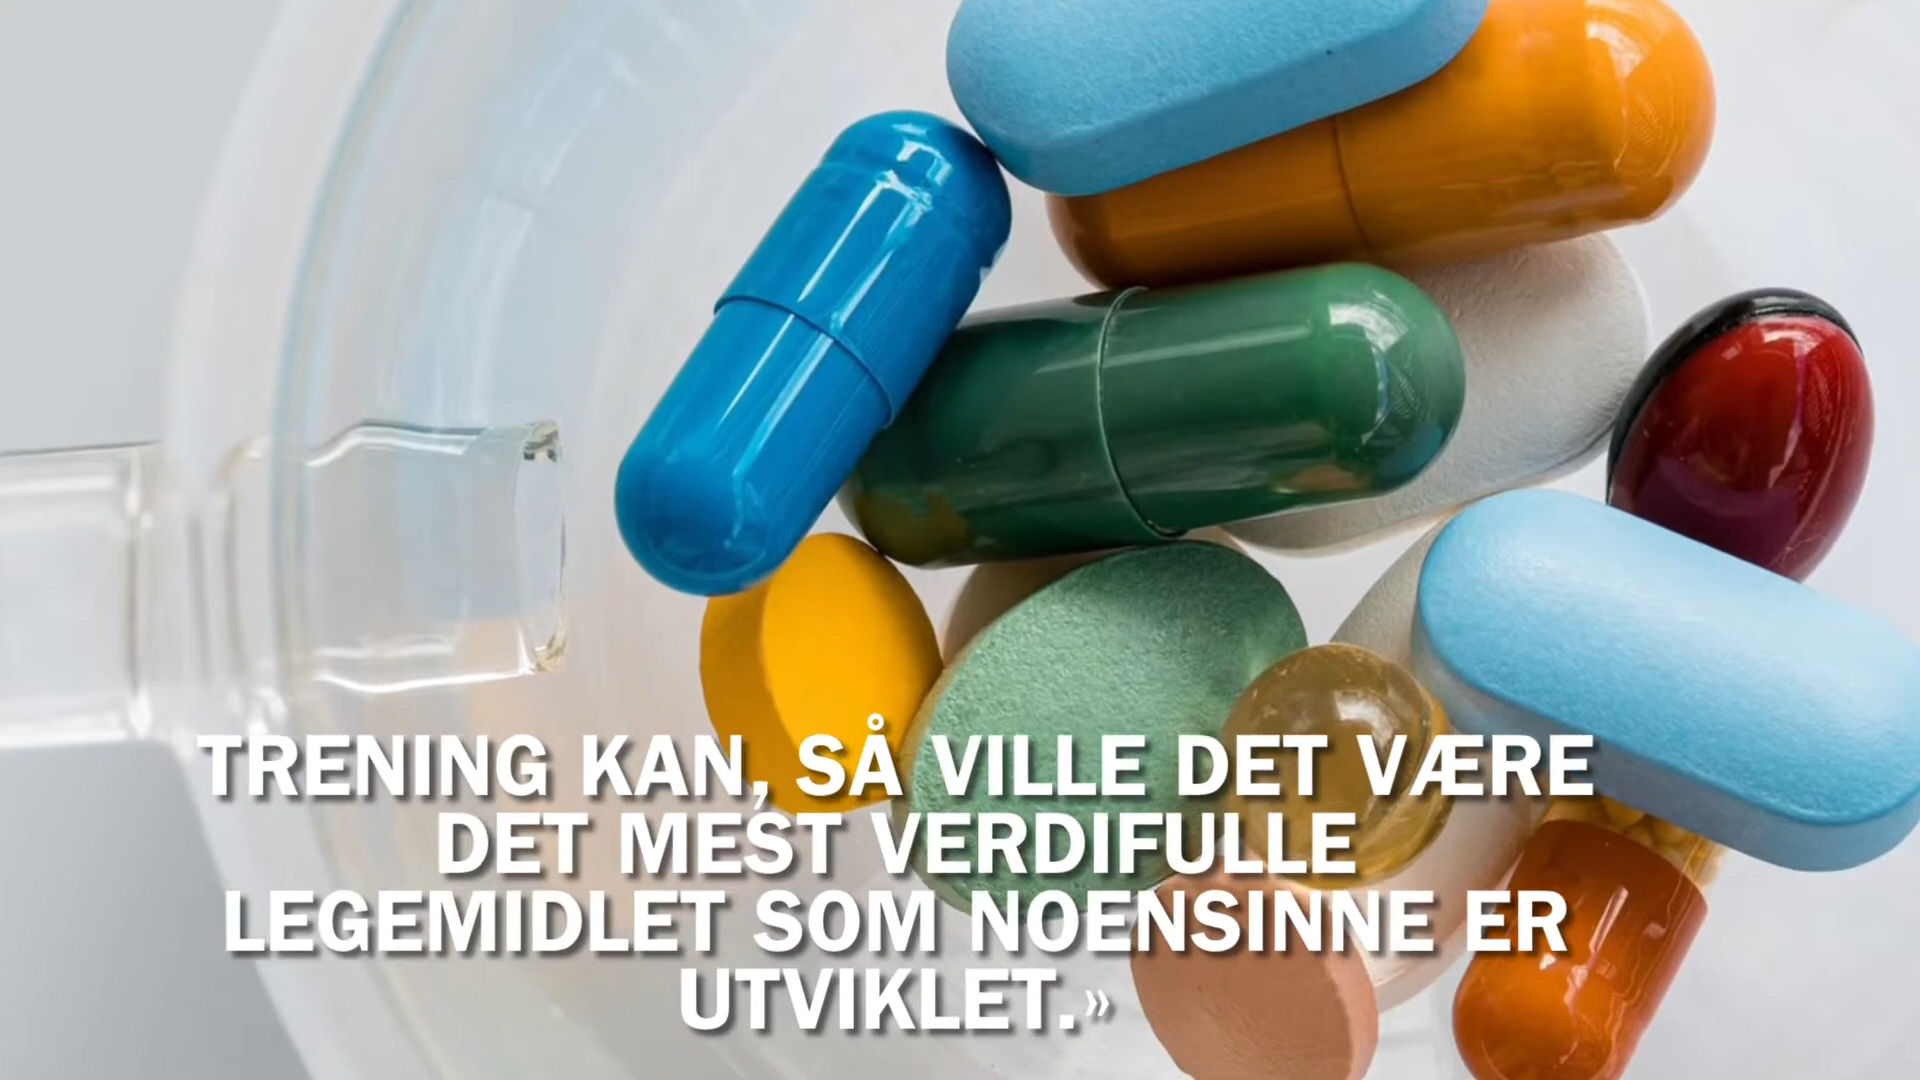 TRENING KAN, SÅ VILLE DET VÆRE
DET MEST VERDIFULLE
LEGEMIDLET SOM NOENSINNE ER
UTVIKLET.»